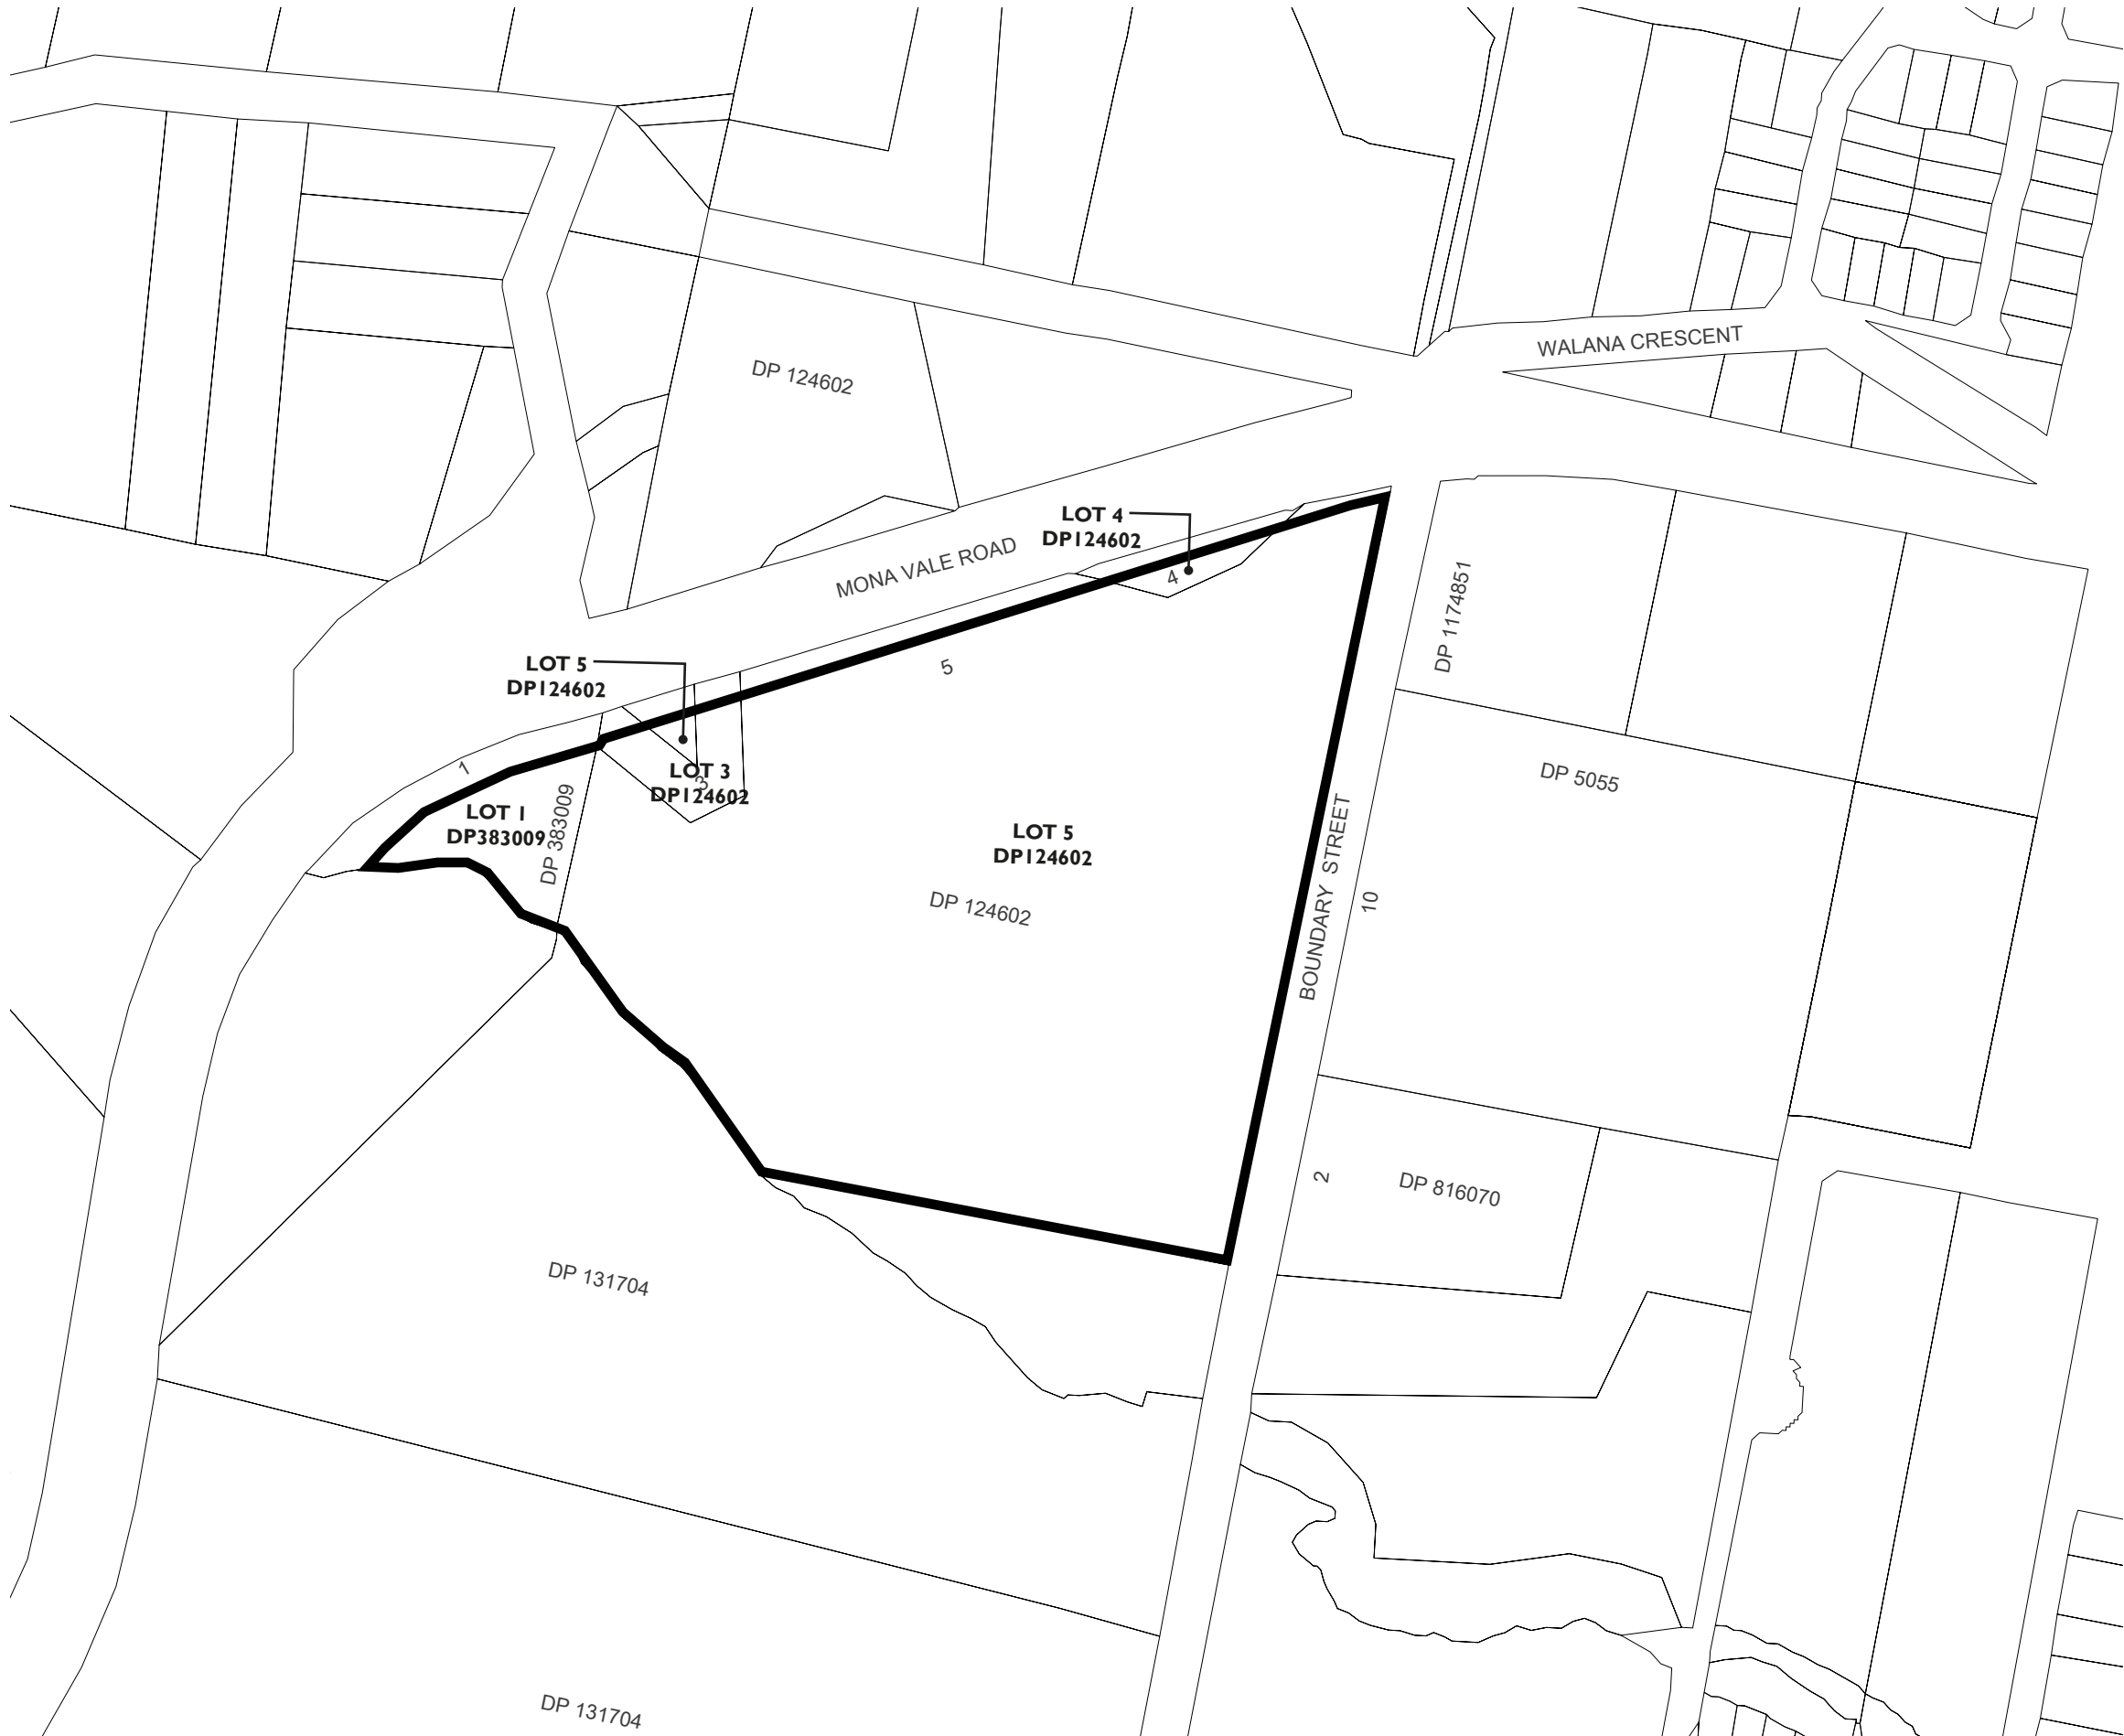 WALANA CRESCENT
DP 124602
LOT 4
DP124602
4
MONA VALE ROAD
DP 1174851
LOT 5
DP124602
5
1
LOT 3
DP124602
3
DP 5055
LOT 1
DP383009
DP 383009
LOT 5
DP124602
DP 124602
BOUNDARY STREET
10
2
DP 816070
DP 131704
DP 131704